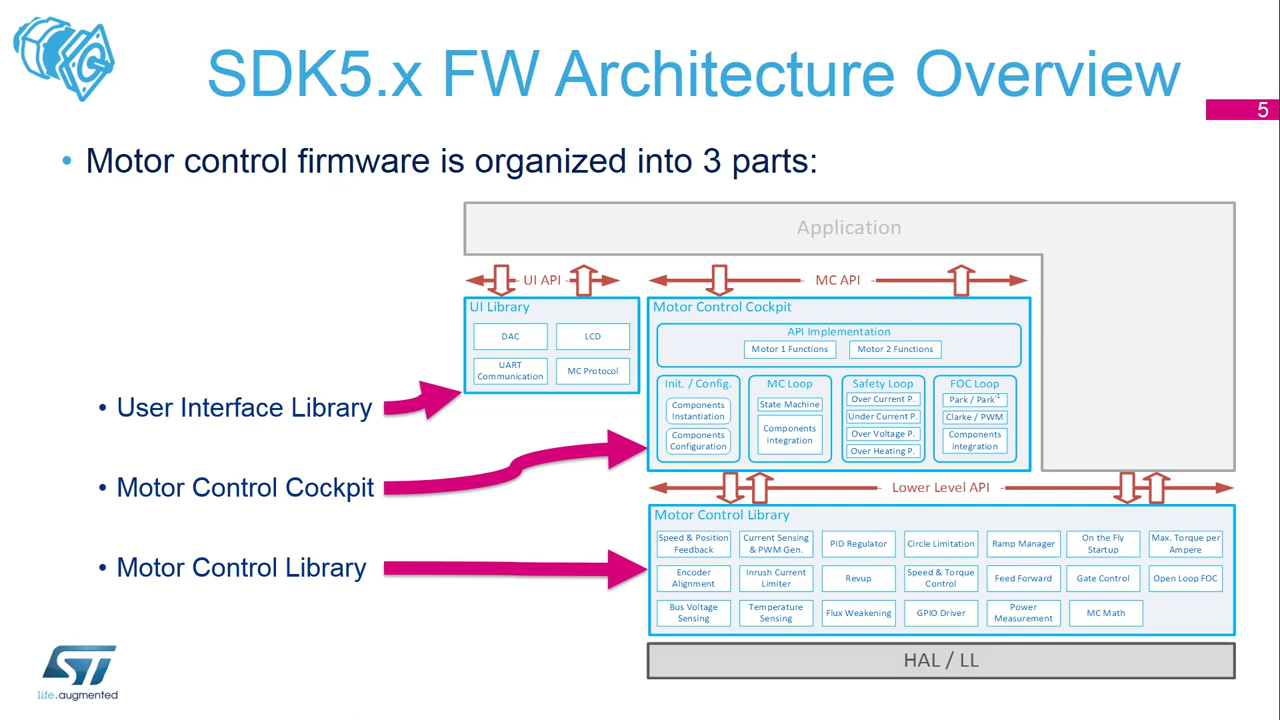 SDK5.x FW Architecture Overview
5
• Motor control firmware is organized into 3 parts:
• User Interface Library
• Motor Control Cockpit
• Motor Control Library
Application
UI API
MC API
UI Library
DAC
LCD
UART
Communication
MC Protocol
Motor Control Cockpit
API Implementation
Motor 1 Functions
Motor 2 Functions
Init. / Config.
Components
Instantiation
Components
Configuration
MC Loop
State Machine
Components
integration
Safety Loop
Over Current P.
Under Current P.
Over Voltage P.
Over Heating P.
FOC Loop
Park / Park-1
Clarke / PWM
Components
integration
Lower Level API
Motor Control Library
Speed & Position
Feedback
Current Sensing
& PWM Gen.
PID Regulator
Circle Limitation
Ramp Manager
On the Fly
Startup
Max. Torque per
Ampere
Encoder
Alignment
Inrush Current
Limiter
Revup
Speed & Torque
Control
Feed Forward
Gate Control
Open Loop FOC
Bus Voltage
Sensing
Temperature
Sensing
Flux Weakening
GPIO Driver
Power
Measurement
MC Math
HAL / LL
ST
life.augmented